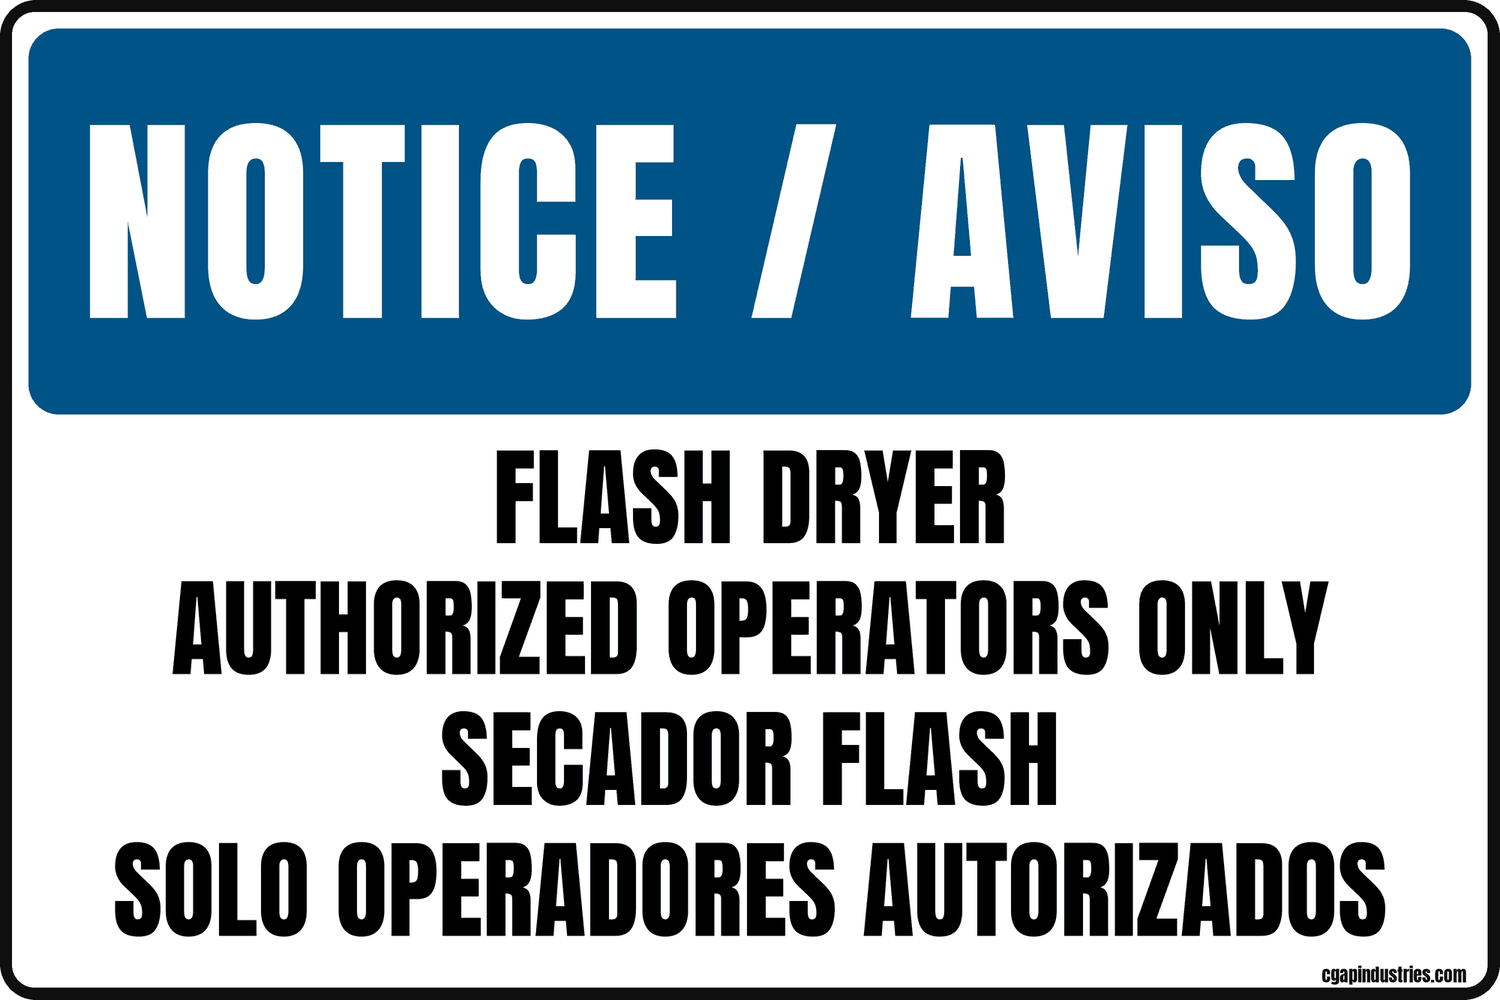 NOTICE / AVISO
FLASH DRYER
AUTHORIZED OPERATORS ONLY
SECADOR FLASH
SOLO OPERADORES AUTORIZADOS
cgapindustries.com